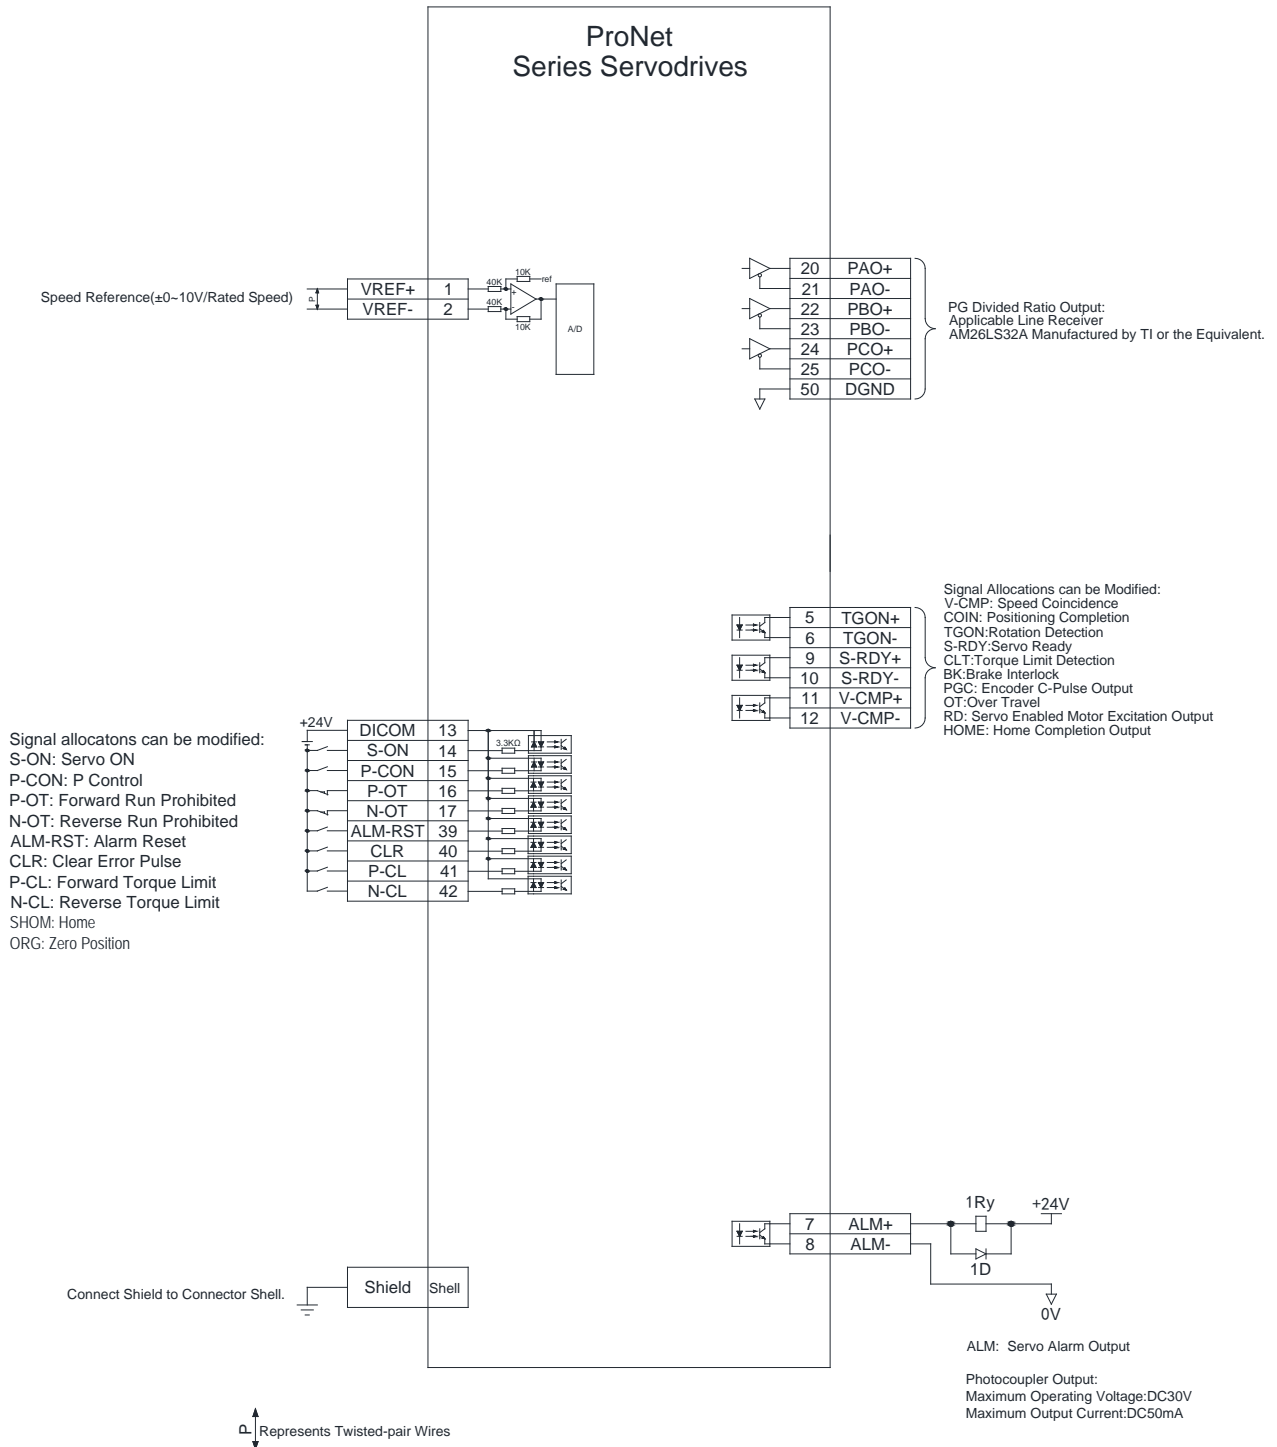 ProNet
Series Servodrives
Speed Reference(±0~10V/Rated Speed)
P
VREF+ 1
VREF- 2
40K
40K
10K
ref
10K
A/D
20 PAO+
21 PAO-
22 PBO+
23 PBO-
24 PCO+
25 PCO-
50 DGND
PG Divided Ratio Output:
Applicable Line Receiver
AM26LS32A Manufactured by TI or the Equivalent.
5 TGON+
6 TGON-
9 S-RDY+
10 S-RDY-
11 V-CMP+
12 V-CMP-
Signal Allocations can be Modified:
V-CMP: Speed Coincidence
COIN: Positioning Completion
TGON:Rotation Detection
S-RDY:Servo Ready
CLT:Torque Limit Detection
BK:Brake Interlock
PGC: Encoder C-Pulse Output
OT:Over Travel
RD: Servo Enabled Motor Excitation Output
HOME: Home Completion Output
Signal allocatons can be modified:
S-ON: Servo ON
P-CON: P Control
P-OT: Forward Run Prohibited
N-OT: Reverse Run Prohibited
ALM-RST: Alarm Reset
CLR: Clear Error Pulse
P-CL: Forward Torque Limit
N-CL: Reverse Torque Limit
SHOM: Home
ORG: Zero Position
+24V
DICOM 13
S-ON 14
P-CON 15
P-OT 16
N-OT 17
ALM-RST 39
CLR 40
P-CL 41
N-CL 42
3.3KΩ
7 ALM+
8 ALM-
1Ry
+24V
1D
0V
ALM: Servo Alarm Output
Photocoupler Output:
Maximum Operating Voltage:DC30V
Maximum Output Current:DC50mA
Connect Shield to Connector Shell.
Shield Shell
P Represents Twisted-pair Wires